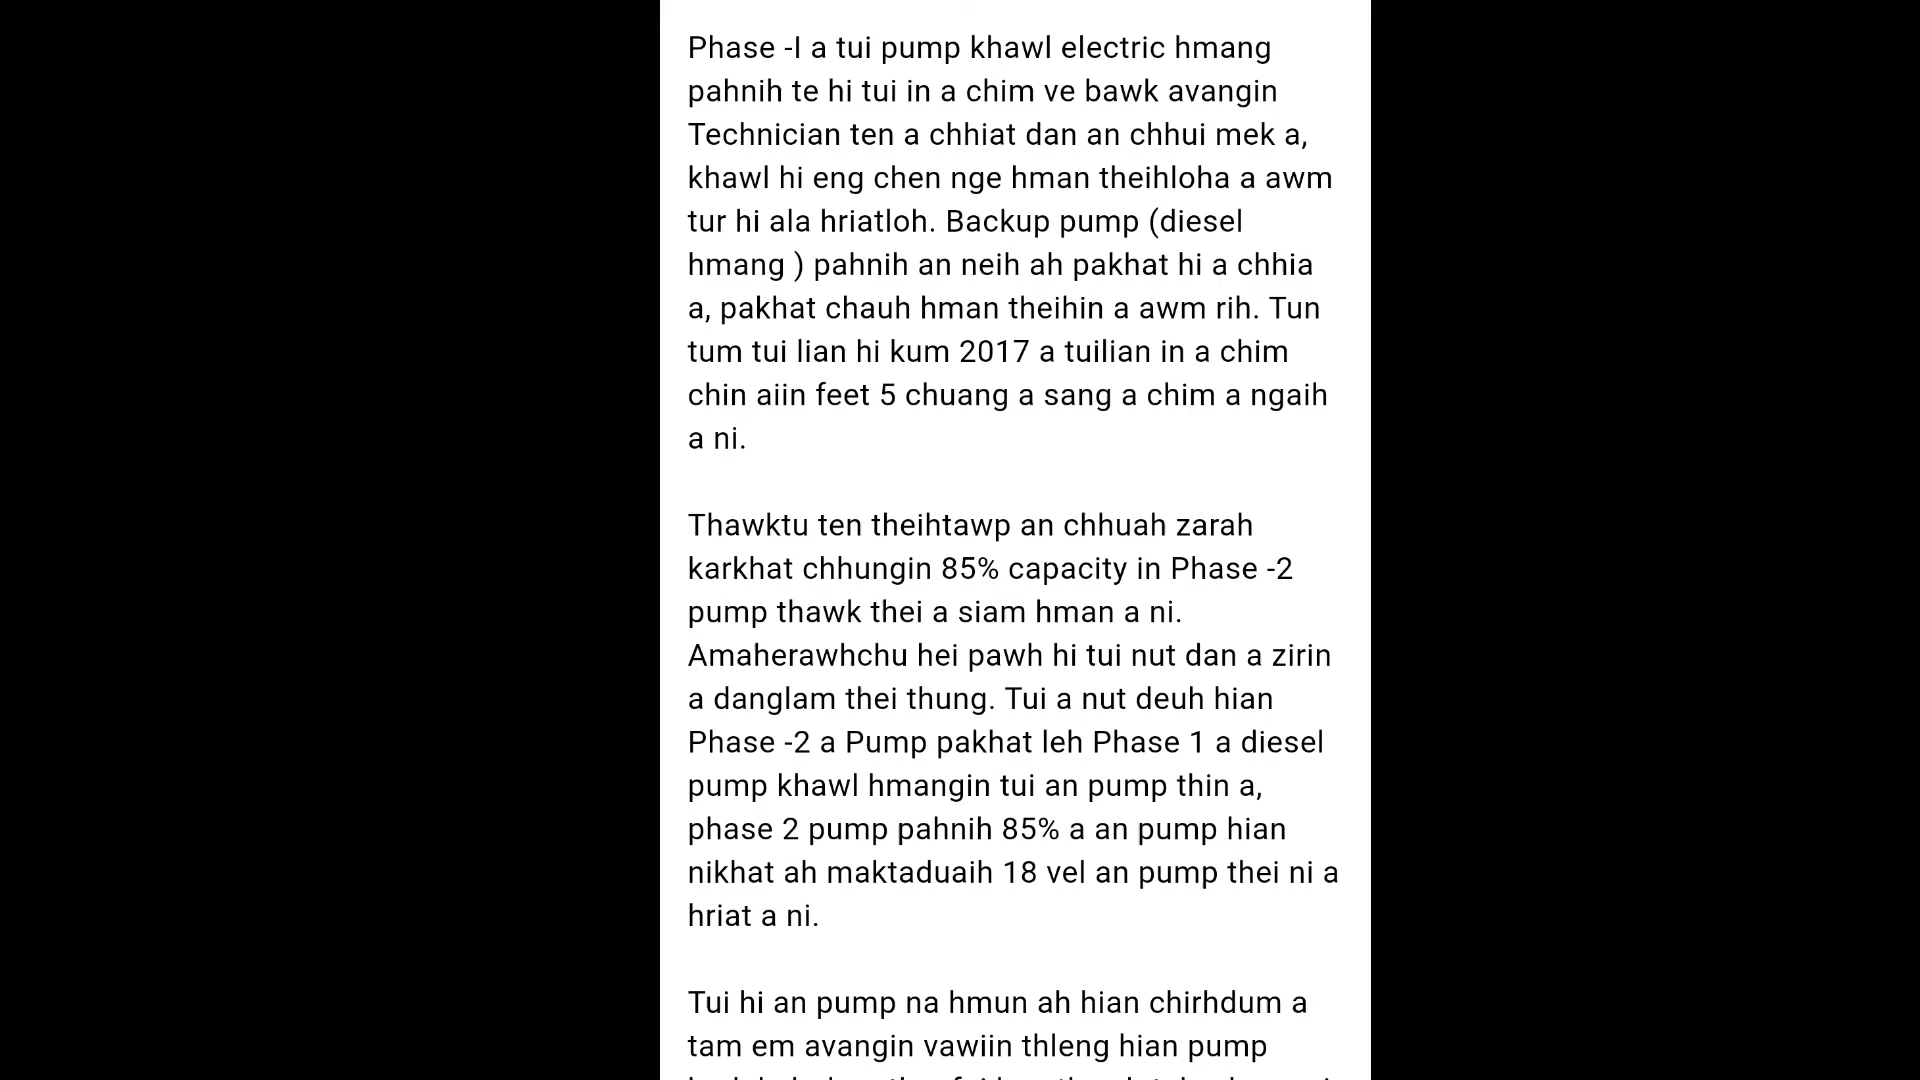 Phase -I a tui pump khawl electric hmang
pahnih te hi tui in a chim ve bawk avangin
Technician ten a chhiat dan an chhui mek a,
khawl hi eng chen nge hman theihloha a awm
tur hi ala hriatloh. Backup pump (diesel
hmang ) pahnih an neih ah pakhat hi a chhia
a, pakhat chauh hman theihin a awm rih. Tun
tum tui lian hi kum 2017 a tuilian in a chim
chin aiin feet 5 chuang a sang a chim a ngaih
a ni.
Thawktu ten theihtawp an chhuah zarah
karkhat chhungin 85% capacity in Phase -2
pump thawk thei a siam hman a ni.
Amaherawhchu hei pawh hi tui nut dan a zirin
a danglam thei thung. Tui a nut deuh hian
Phase -2 a Pump pakhat leh Phase 1 a diesel
pump khawl hmangin tui an pump thin a,
phase 2 pump pahnih 85% a an pump hian
nikhat ah maktaduaih 18 vel an pump thei ni a
hriat a ni.
Tui hi an pump na hmun ah hian chirhdum a
tam em avangin vawiin thleng hian pump